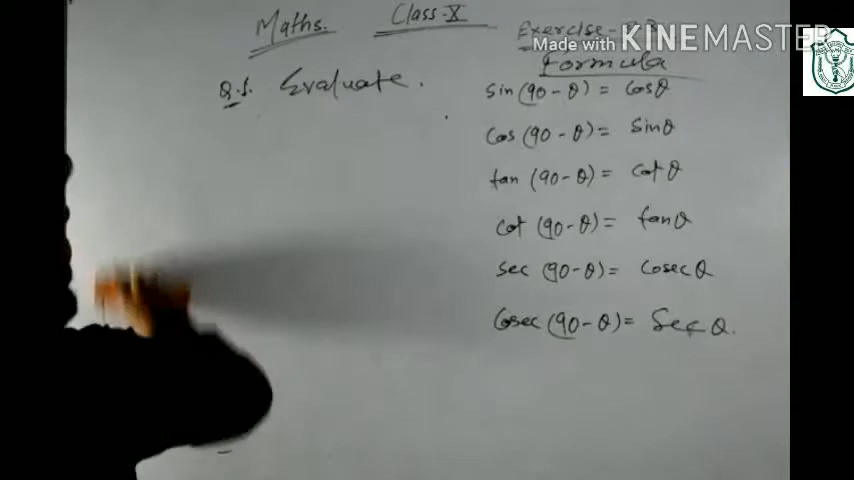 Maths. Class-X Exercise-
Made with KINEMASTER
Formula
Q.1. Evaluate.
sin (90-θ) = cosθ
cos (90-θ) = sinθ
tan (90-θ) = cotθ
cot (90-θ) = tanθ
sec (90-θ) = cosecθ
cosec (90-θ) = secθ.